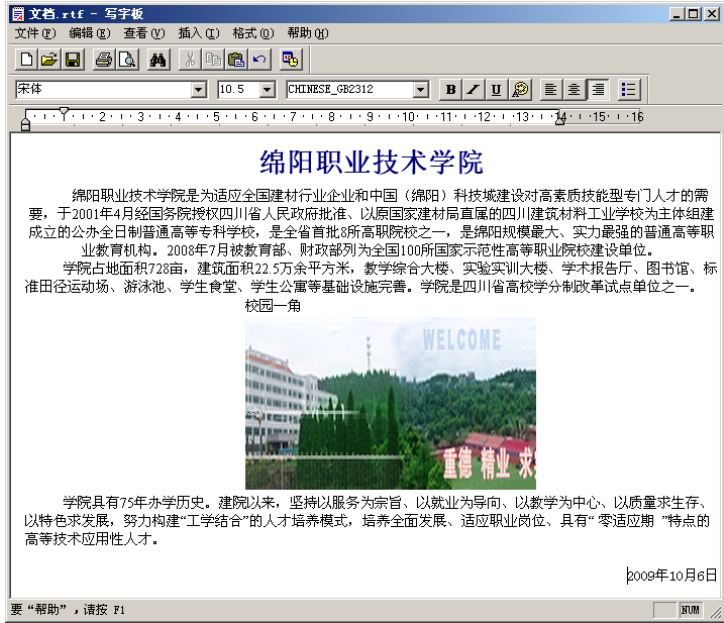 文档.rtf - 写字板
文件(F) 编辑(E) 查看(V) 插入(I) 格式(O) 帮助(H)
宋体 10.5 CHINESE_GB2312 B I U
1 2 3 4 5 6 7 8 9 10 11 12 13 14 15 16
绵阳职业技术学院
绵阳职业技术学院是为适应全国建材行业企业和中国（绵阳）科技城建设对高素质技能型专门人才的需
要，于2001年4月经国务院授权四川省人民政府批准、以原国家建材局直属的四川建筑材料工业学校为主体组建
成立的公办全日制普通高等专科学校，是全省首批8所高职院校之一，是绵阳规模最大、实力最强的普通高等职
业教育机构。2008年7月被教育部、财政部列为全国100所国家示范性高等职业院校建设单位。
学院占地面积728亩，建筑面积22.5万余平方米，教学综合大楼、实验实训大楼、学术报告厅、图书馆、标
准田径运动场、游泳池、学生食堂、学生公寓等基础设施完善。学院是四川省高校学分制改革试点单位之一。
校园一角
WELCOME
重德 精业 求
学院具有75年办学历史。建院以来，坚持以服务为宗旨、以就业为导向、以教学为中心、以质量求生存、
以特色求发展，努力构建“工学结合”的人才培养模式，培养全面发展、适应职业岗位、具有“ 零适应期 ”特点的
高等技术应用性人才。
2009年10月6日
要“帮助”，请按 F1 NUM